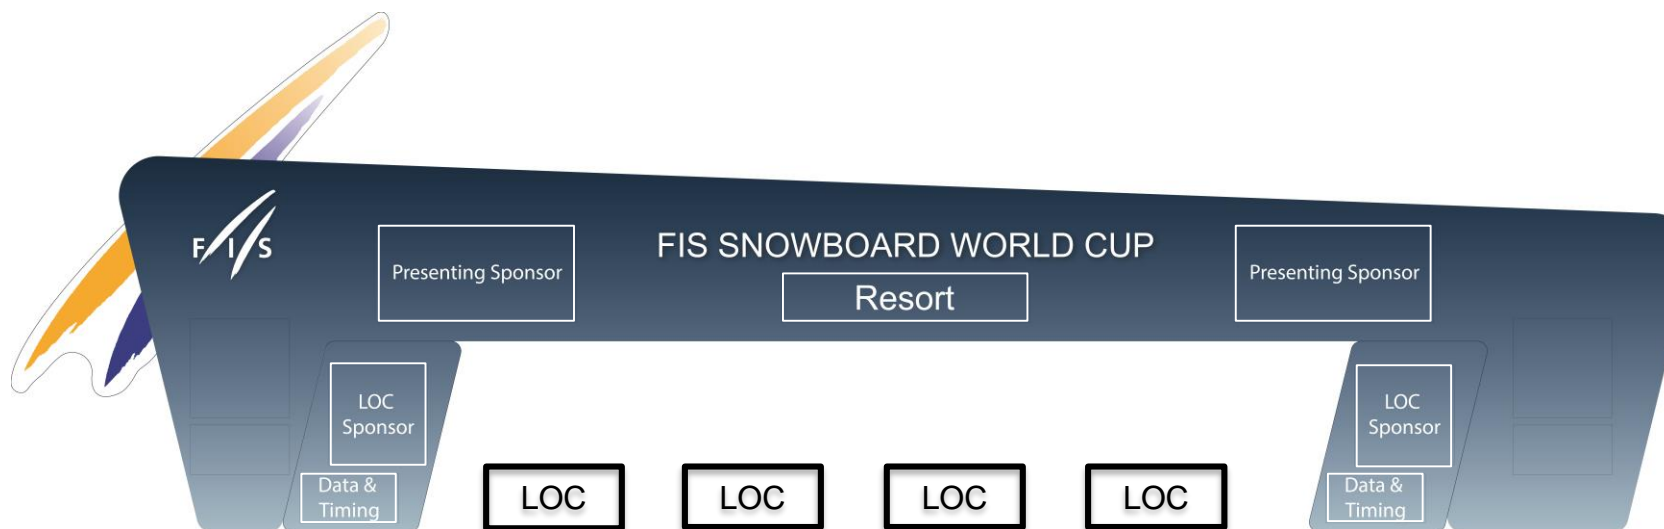 FIS
FIS SNOWBOARD WORLD CUP
Presenting Sponsor
Resort
Presenting Sponsor
LOC
Sponsor
LOC
Sponsor
Data &
Timing
LOC
LOC
LOC
LOC
Data &
Timing